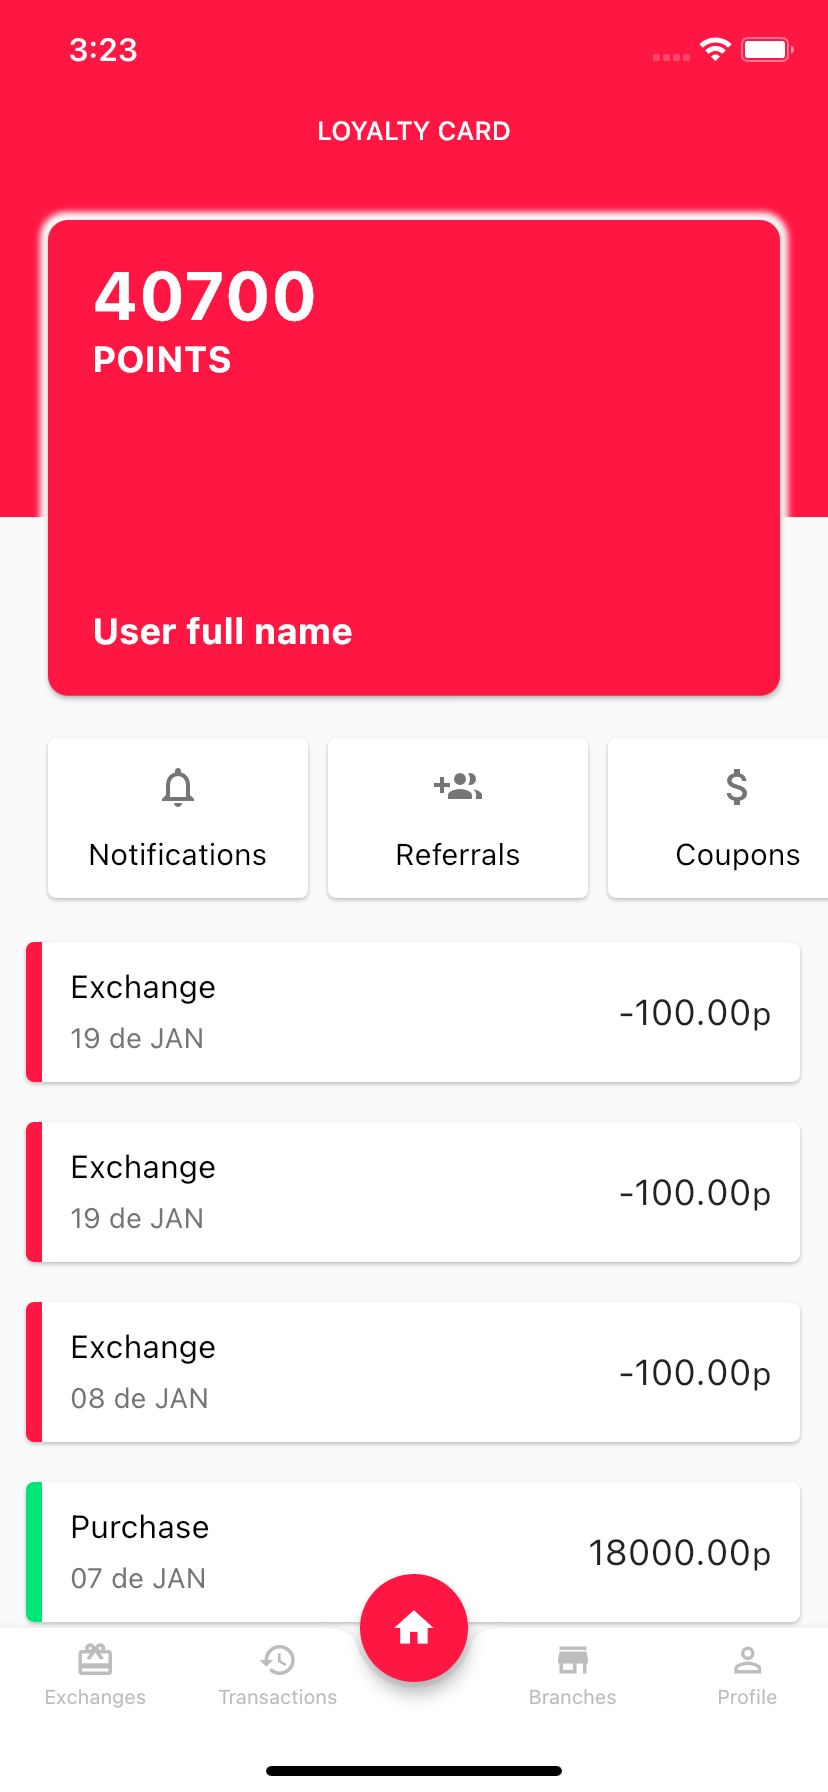 3:23
LOYALTY CARD
40700
POINTS
User full name
Notifications
Referrals
Coupons
Exchange
19 de JAN
-100.00p
Exchange
19 de JAN
-100.00p
Exchange
08 de JAN
-100.00p
Purchase
07 de JAN
18000.00p
Exchanges
Transactions
Branches
Profile